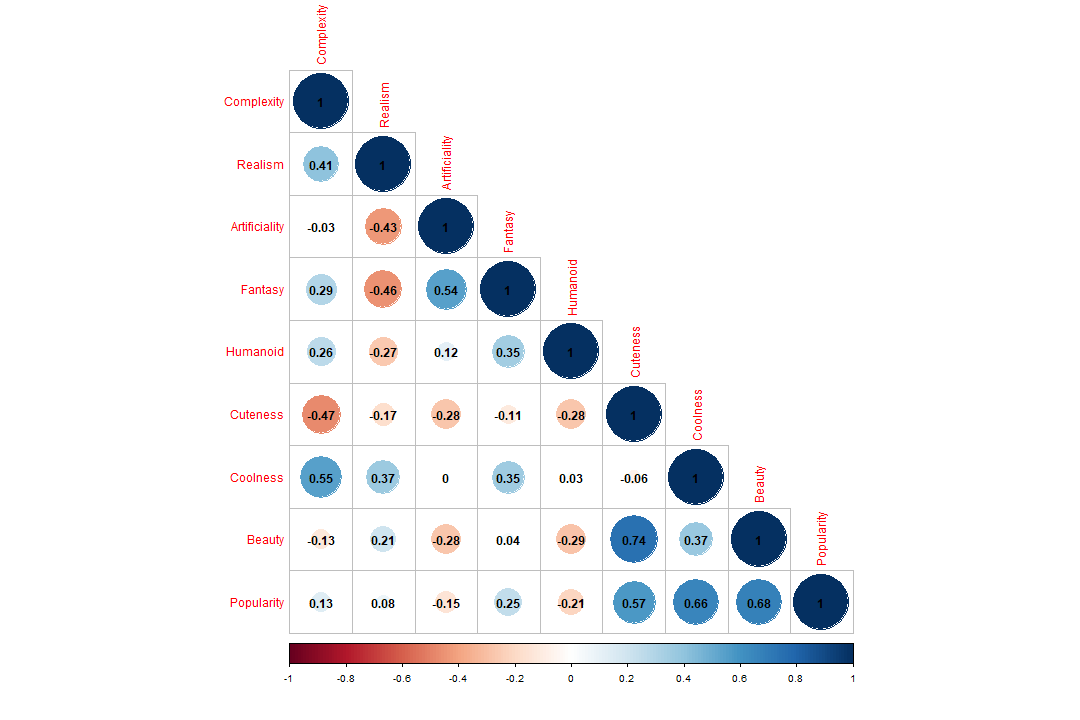 Complexity
Complexity 1
Realism
Realism 0.41 1
Artificiality
Artificiality -0.03 -0.43 1
Fantasy
Fantasy 0.29 -0.46 0.54 1
Humanoid
Humanoid 0.26 -0.27 0.12 0.35 1
Cuteness
Cuteness -0.47 -0.17 -0.28 -0.11 -0.28 1
Coolness
Coolness 0.55 0.37 0 0.35 0.03 -0.06 1
Beauty
Beauty -0.13 0.21 -0.28 0.04 -0.29 0.74 0.37 1
Popularity
Popularity 0.13 0.08 -0.15 0.25 -0.21 0.57 0.66 0.68 1
-1 -0.8 -0.6 -0.4 -0.2 0 0.2 0.4 0.6 0.8 1